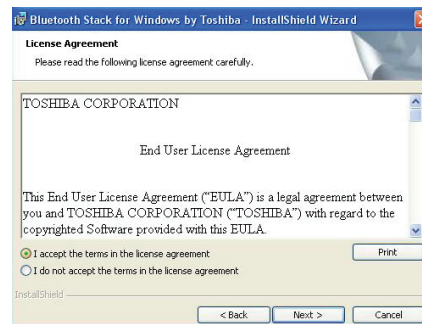 Bluetooth Stack for Windows by Toshiba - InstallShield Wizard
License Agreement
Please read the following license agreement carefully.
TOSHIBA CORPORATION
End User License Agreement
This End User License Agreement ("EULA") is a legal agreement between
you and TOSHIBA CORPORATION ("TOSHIBA") with regard to the
copyrighted Software provided with this EULA.
I accept the terms in the license agreement
Print
I do not accept the terms in the license agreement
InstallShield
< Back
Next >
Cancel